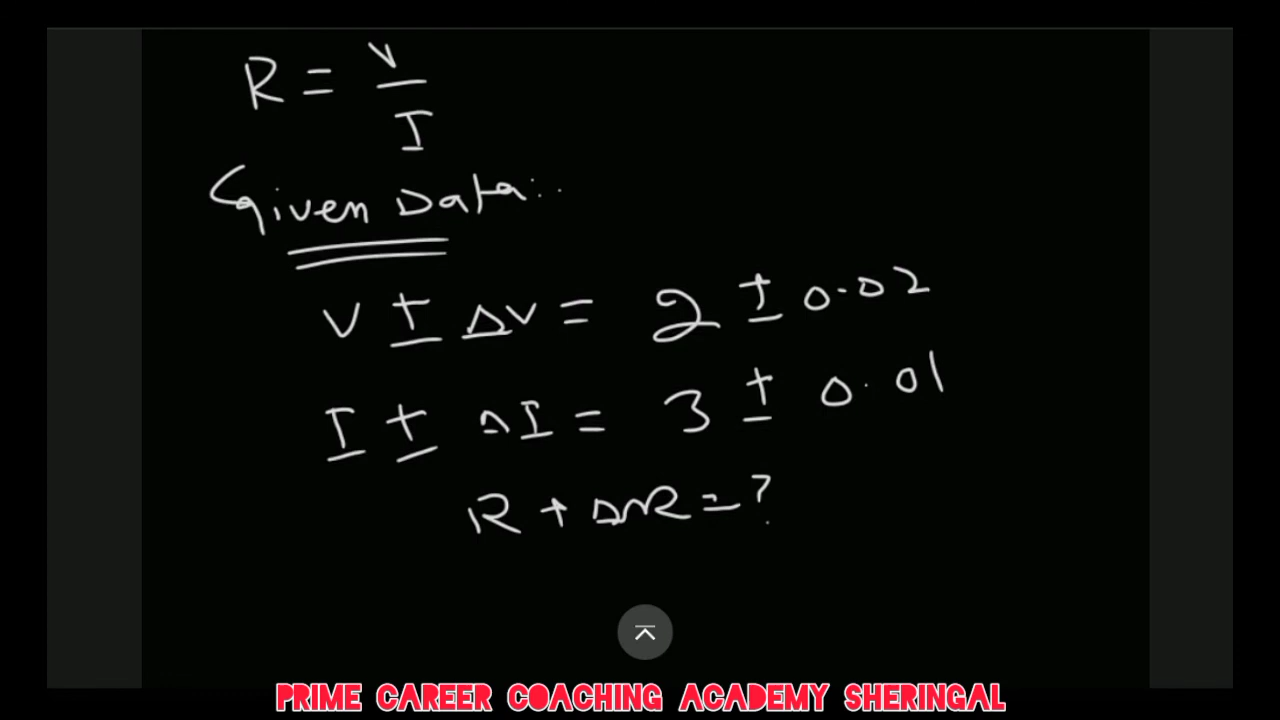 R = V
I
Given Data:.
V ± ΔV = 2 ± 0.02
I ± ΔI = 3 ± 0.01
R + ΔR = ?
PRIME CAREER COACHING ACADEMY SHERINGAL